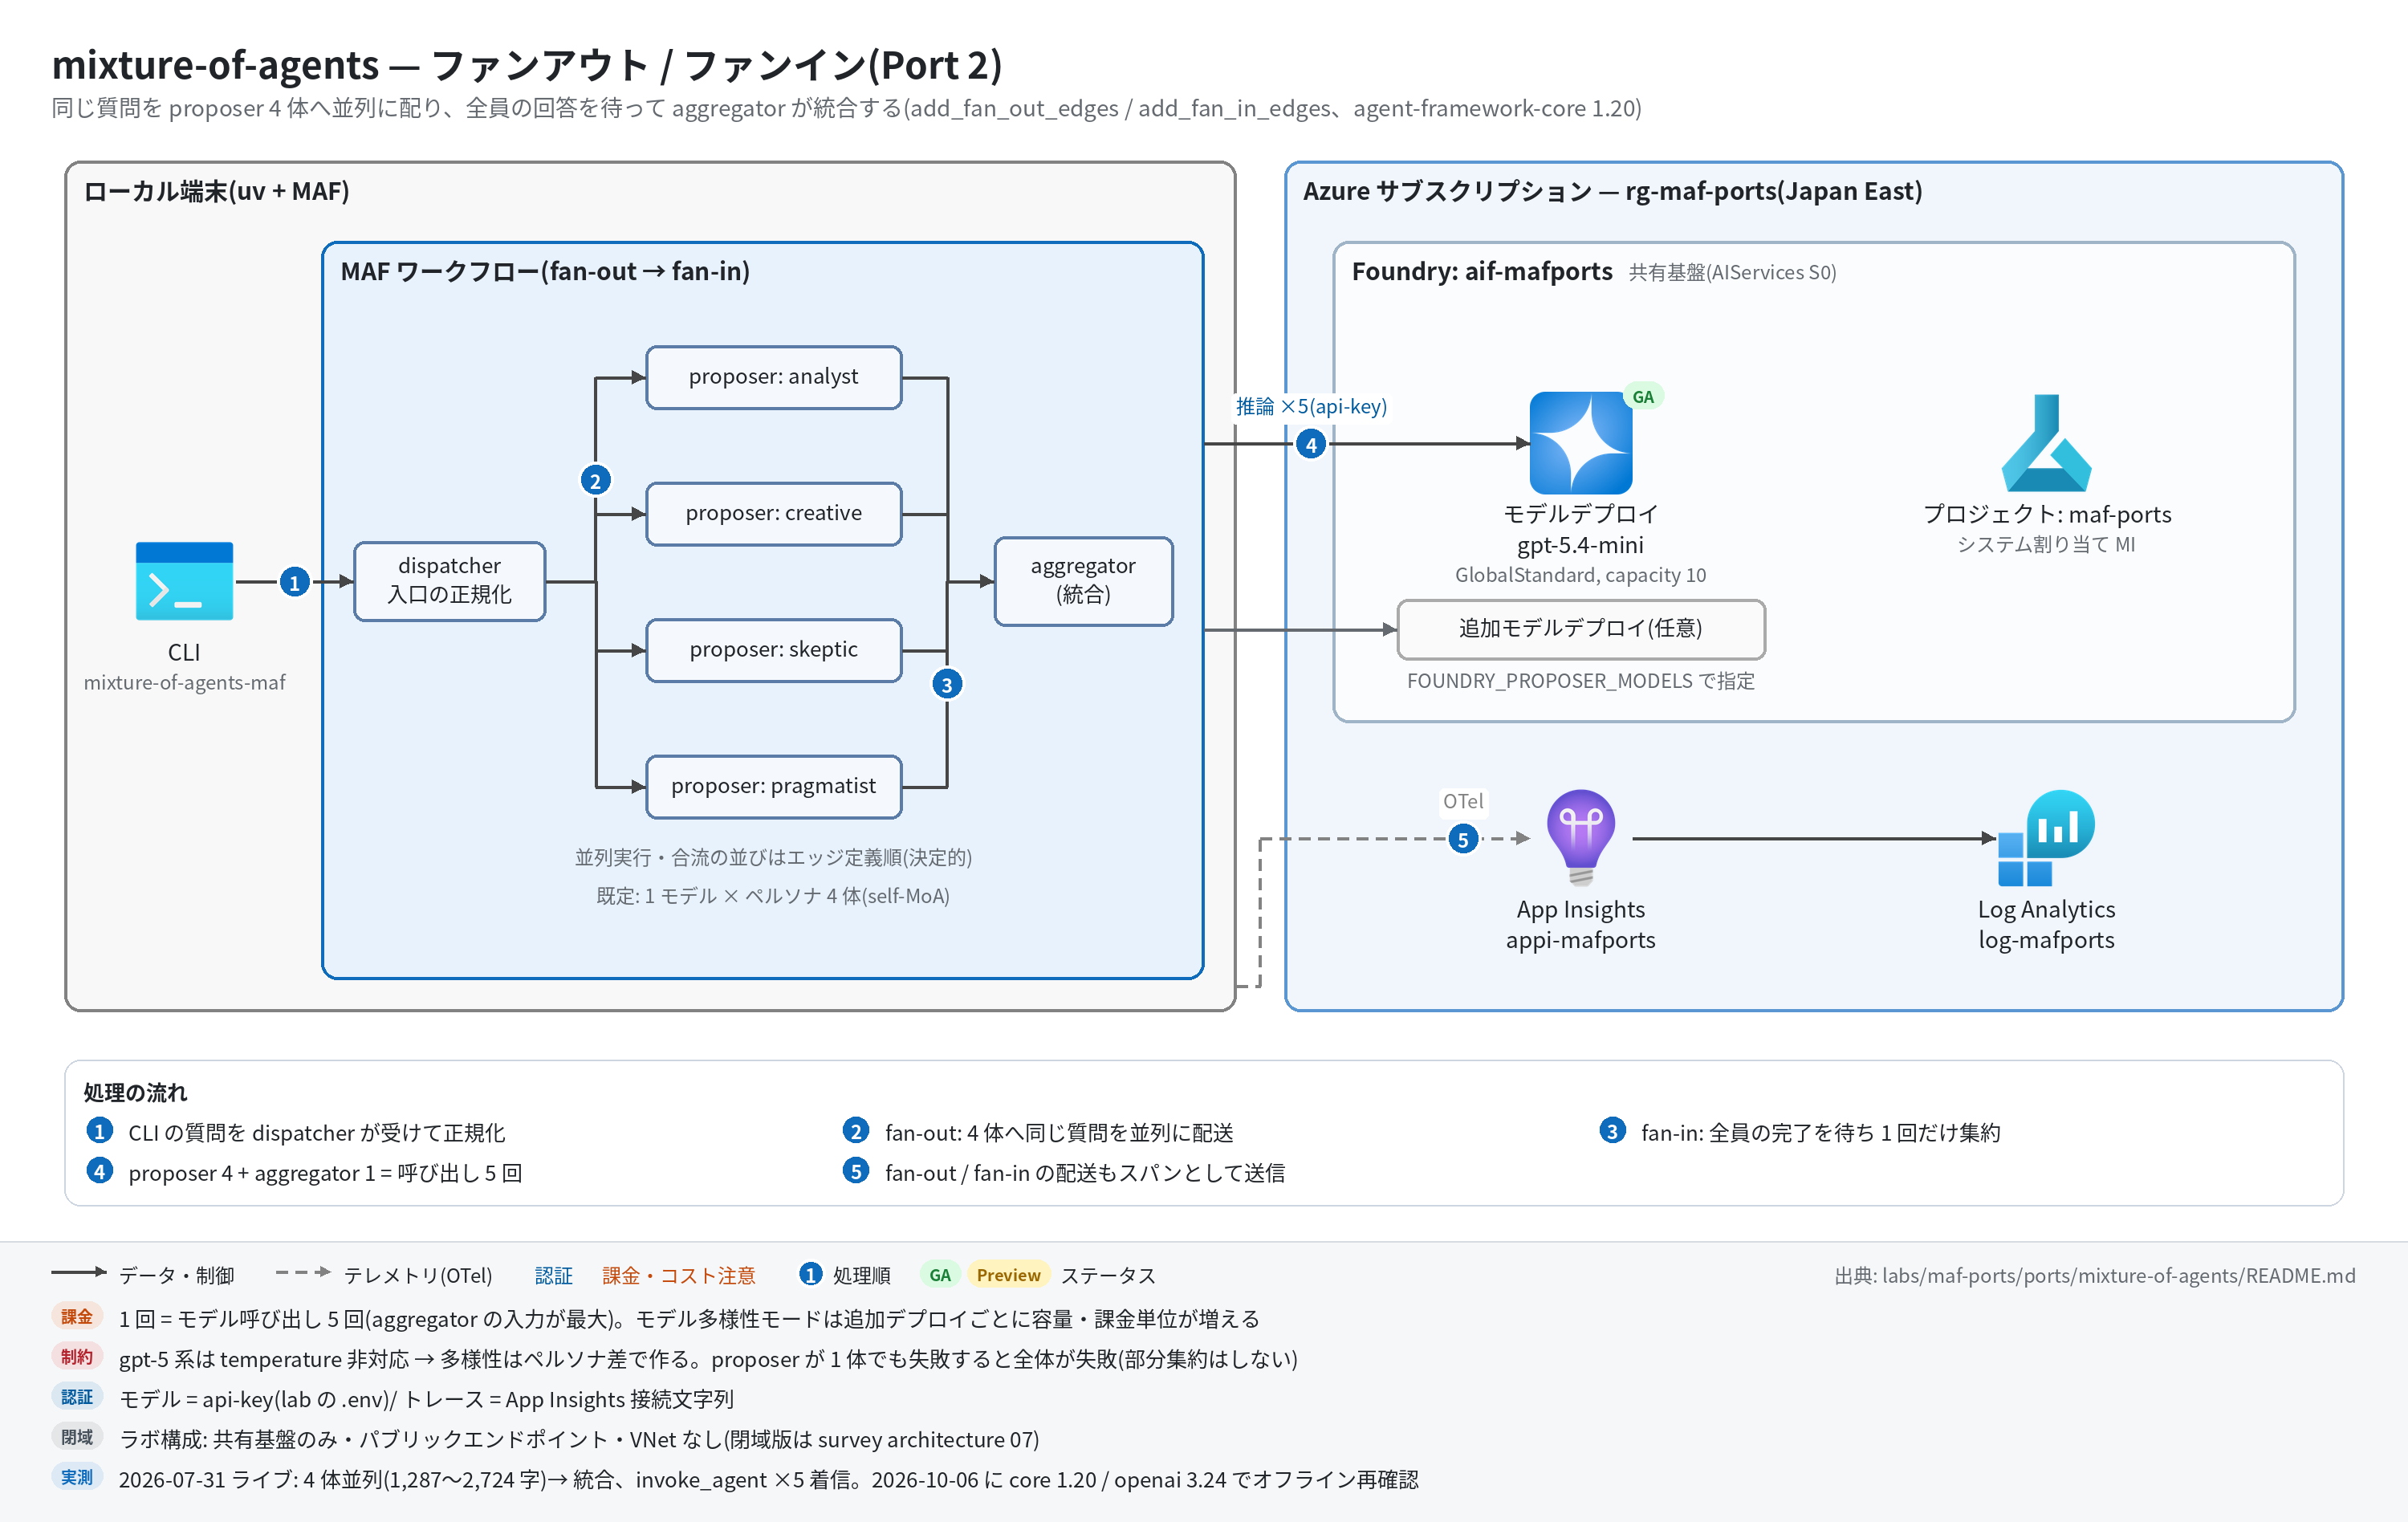 mixture-of-agents — ファンアウト / ファンイン(Port 2)
同じ質問を proposer 4 体へ並列に配り、全員の回答を待って aggregator が統合する(add_fan_out_edges / add_fan_in_edges、agent-framework-core 1.20)
ローカル端末(uv + MAF)
MAF ワークフロー(fan-out → fan-in)
CLI
mixture-of-agents-maf
1
dispatcher
入口の正規化
2
proposer: analyst
proposer: creative
proposer: skeptic
proposer: pragmatist
3
aggregator
(統合)
並列実行・合流の並びはエッジ定義順(決定的)
既定: 1 モデル × ペルソナ 4 体(self-MoA)
Azure サブスクリプション — rg-maf-ports(Japan East)
Foundry: aif-mafports 共有基盤(AIServices S0)
推論 ×5(api-key)
4
GA
モデルデプロイ
gpt-5.4-mini
GlobalStandard, capacity 10
プロジェクト: maf-ports
システム割り当て MI
追加モデルデプロイ(任意)
FOUNDRY_PROPOSER_MODELS で指定
OTel
5
App Insights
appi-mafports
Log Analytics
log-mafports
処理の流れ
1 CLI の質問を dispatcher が受けて正規化
2 fan-out: 4 体へ同じ質問を並列に配送
3 fan-in: 全員の完了を待ち 1 回だけ集約
4 proposer 4 + aggregator 1 = 呼び出し 5 回
5 fan-out / fan-in の配送もスパンとして送信
データ・制御 テレメトリ(OTel) 認証 課金・コスト注意 1 処理順 GA Preview ステータス
出典: labs/maf-ports/ports/mixture-of-agents/README.md
課金 1 回 = モデル呼び出し 5 回(aggregator の入力が最大)。モデル多様性モードは追加デプロイごとに容量・課金単位が増える
制約 gpt-5 系は temperature 非対応 → 多様性はペルソナ差で作る。proposer が 1 体でも失敗すると全体が失敗(部分集約はしない)
認証 モデル = api-key(lab の .env)/ トレース = App Insights 接続文字列
閉域 ラボ構成: 共有基盤のみ・パブリックエンドポイント・VNet なし(閉域版は survey architecture 07)
実測 2026-07-31 ライブ: 4 体並列(1,287〜2,724 字)→ 統合、invoke_agent ×5 着信。2026-10-06 に core 1.20 / openai 3.24 でオフライン再確認